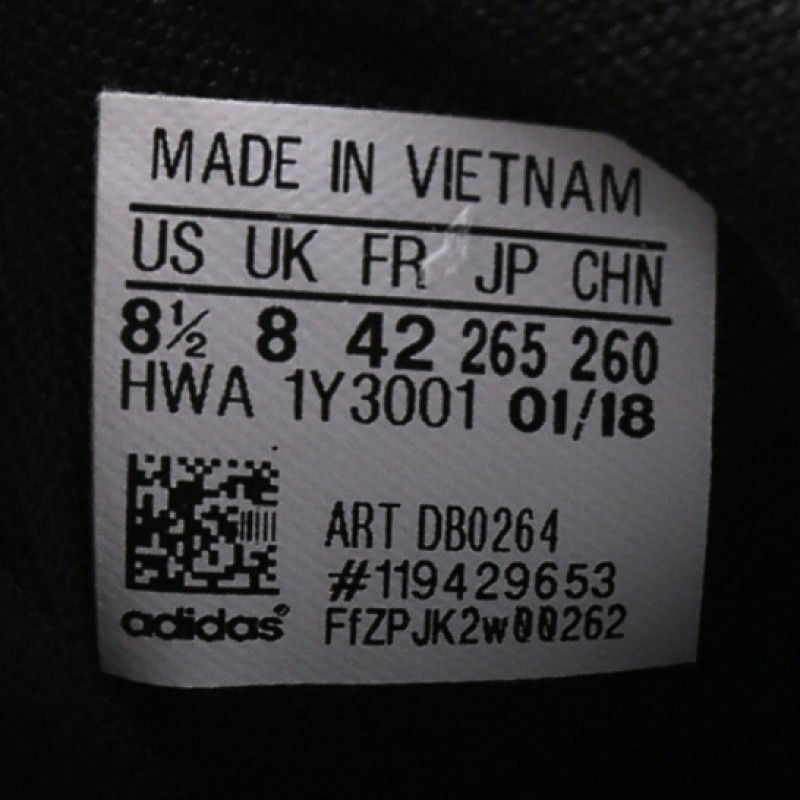 MADE IN VIETNAM
US UK FR JP CHN
8½ 8 42 265 260
HWA 1Y3001 01/18
ART DB0264
#119429653
adidas® FfZPJK2w00262